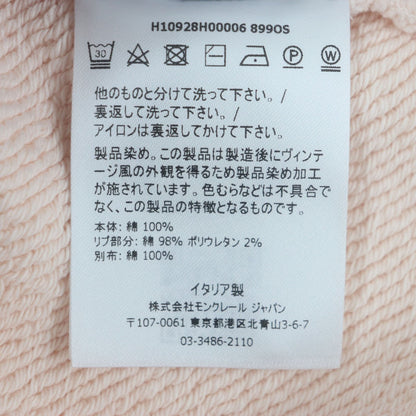 H10928H00006 899OS
30
P
W
他のものと分けて洗って下さい。/
裏返して洗って下さい。/
アイロンは裏返してかけて下さい。
製品染め。この製品は製造後にヴィンテ
ージ風の外観を得るため製品染め加工
が施されています。色むらなどは不具合で
なく、この製品の特徴となるものです。
本体: 綿 100%
リブ部分: 綿 98% ポリウレタン 2%
別布: 綿 100%
イタリア製
株式会社モンクレール ジャパン
〒107-0061 東京都港区北青山3-6-7
03-3486-2110